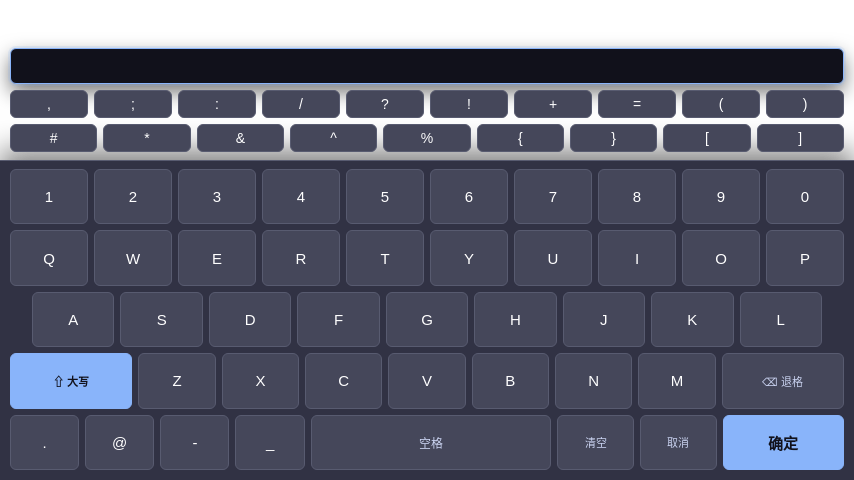 , ; : / ? ! + = ( )
# * & ^ % { } [ ]
1 2 3 4 5 6 7 8 9 0
Q W E R T Y U I O P
A S D F G H J K L
⇧ 大写 Z X C V B N M ⌫ 退格
. @ - _ 空格 清空 取消 确定